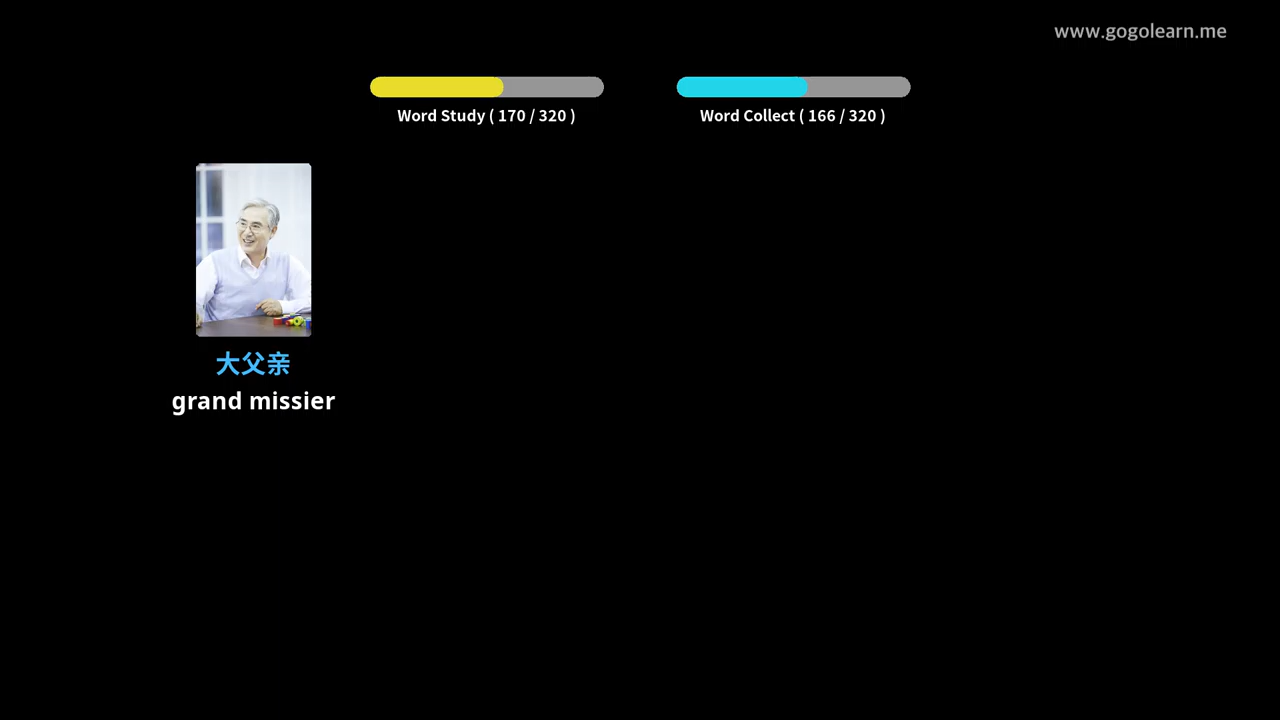 www.gogolearn.me
Word Study ( 170 / 320 )
Word Collect ( 166 / 320 )
大父亲
grand missier